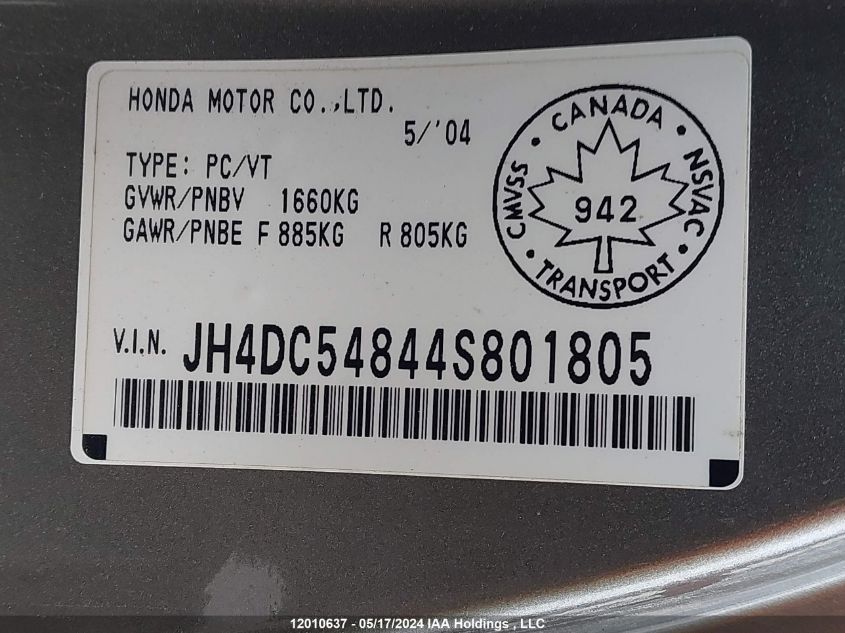 HONDA MOTOR CO.,LTD.
5/'04
TYPE: PC/VT
GVWR/PNBV 1660KG
GAWR/PNBE F 885KG R 805KG
CMVSS • CANADA • NSVAC • TRANSPORT •
942
V.I.N. JH4DC54844S801805
12010637 - 05/17/2024 IAA Holdings , LLC